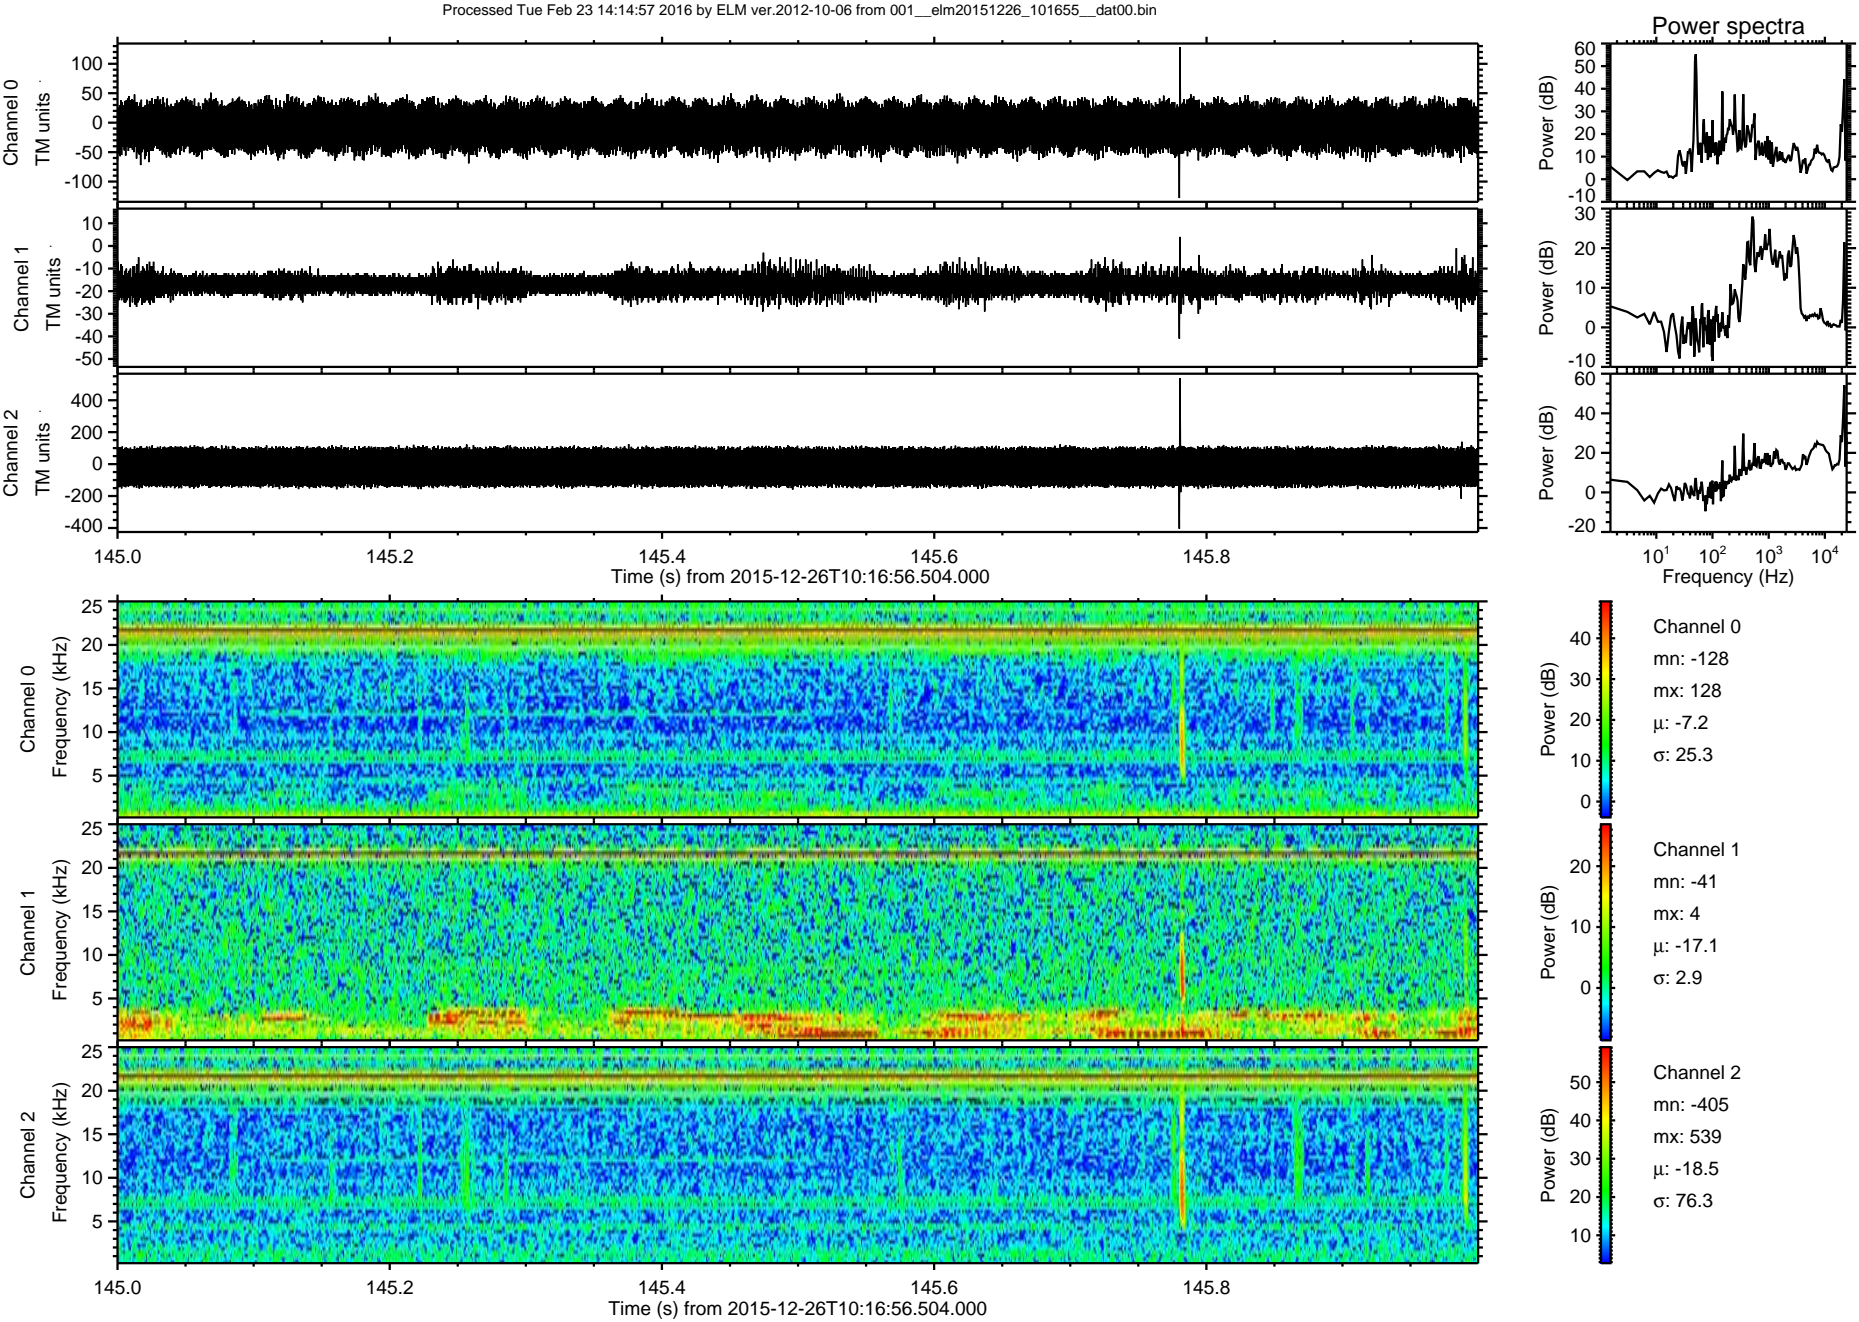 Processed Tue Feb 23 14:14:57 2016 by ELM ver.2012-10-06 from 001__elm20151226_101655__dat00.bin
Power spectra
Channel 0
TM units
100
50
0
-50
-100
Power (dB)
60
50
40
30
20
10
0
-10
Channel 1
TM units
10
0
-10
-20
-30
-40
-50
Power (dB)
30
20
10
0
-10
Channel 2
TM units
400
200
0
-200
-400
Power (dB)
60
40
20
0
-20
145.0 145.2 145.4 145.6 145.8
Time (s) from 2015-12-26T10:16:56.504.000
10¹ 10² 10³ 10⁴
Frequency (Hz)
Channel 0
Frequency (kHz)
25
20
15
10
5
Power (dB)
40
30
20
10
0
Channel 0
mn: -128
mx: 128
μ: -7.2
σ: 25.3
Channel 1
Frequency (kHz)
25
20
15
10
5
Power (dB)
20
10
0
Channel 1
mn: -41
mx: 4
μ: -17.1
σ: 2.9
Channel 2
Frequency (kHz)
25
20
15
10
5
Power (dB)
50
40
30
20
10
Channel 2
mn: -405
mx: 539
μ: -18.5
σ: 76.3
145.0 145.2 145.4 145.6 145.8
Time (s) from 2015-12-26T10:16:56.504.000